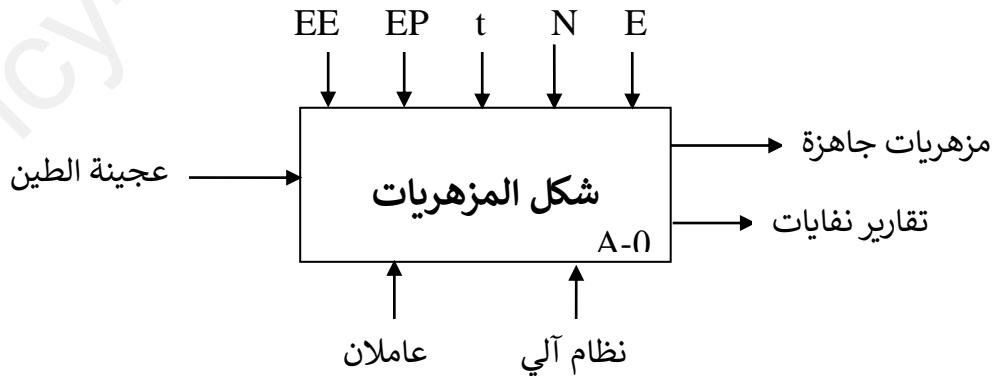 EE EP t N E
مزهريات جاهزة
عجينة الطين
شكل المزهريات
تقارير نفايات
A-0
عاملان
نظام آلي